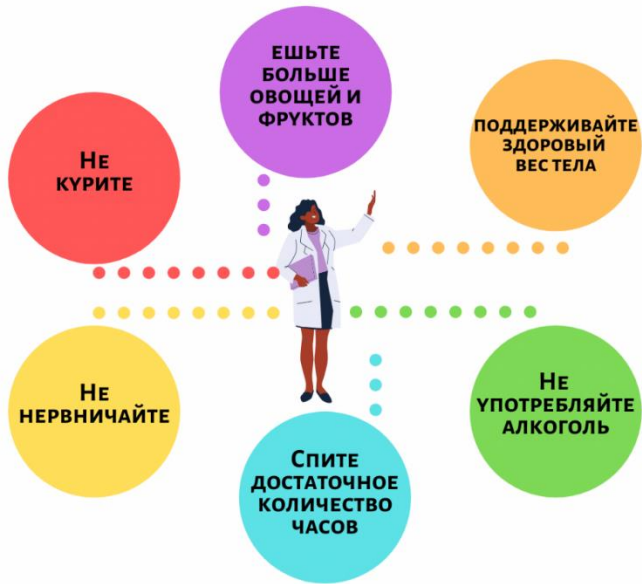 ЕШЬТЕ
БОЛЬШЕ
ОВОЩЕЙ И
ФРУКТОВ
НЕ
КУРИТЕ
ПОДДЕРЖИВАЙТЕ
ЗДОРОВЫЙ
ВЕС ТЕЛА
НЕ
НЕРВНИЧАЙТЕ
НЕ
УПОТРЕБЛЯЙТЕ
АЛКОГОЛЬ
СПИТЕ
ДОСТАТОЧНОЕ
КОЛИЧЕСТВО
ЧАСОВ